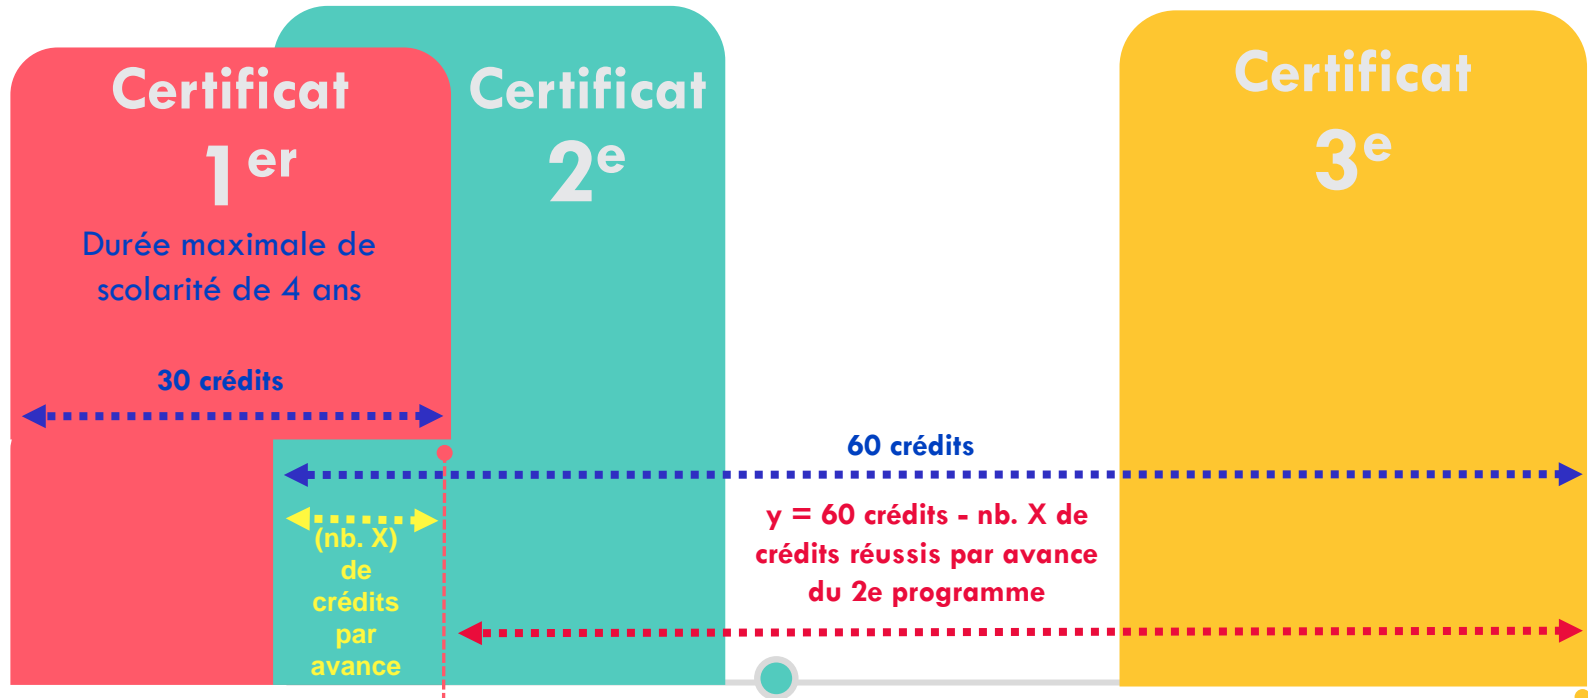 Certificat
1er
Durée maximale de
scolarité de 4 ans
30 crédits
Certificat
2e
Certificat
3e
60 crédits
(nb. X)
de
crédits
par
avance
y = 60 crédits - nb. X de
crédits réussis par avance
du 2e programme